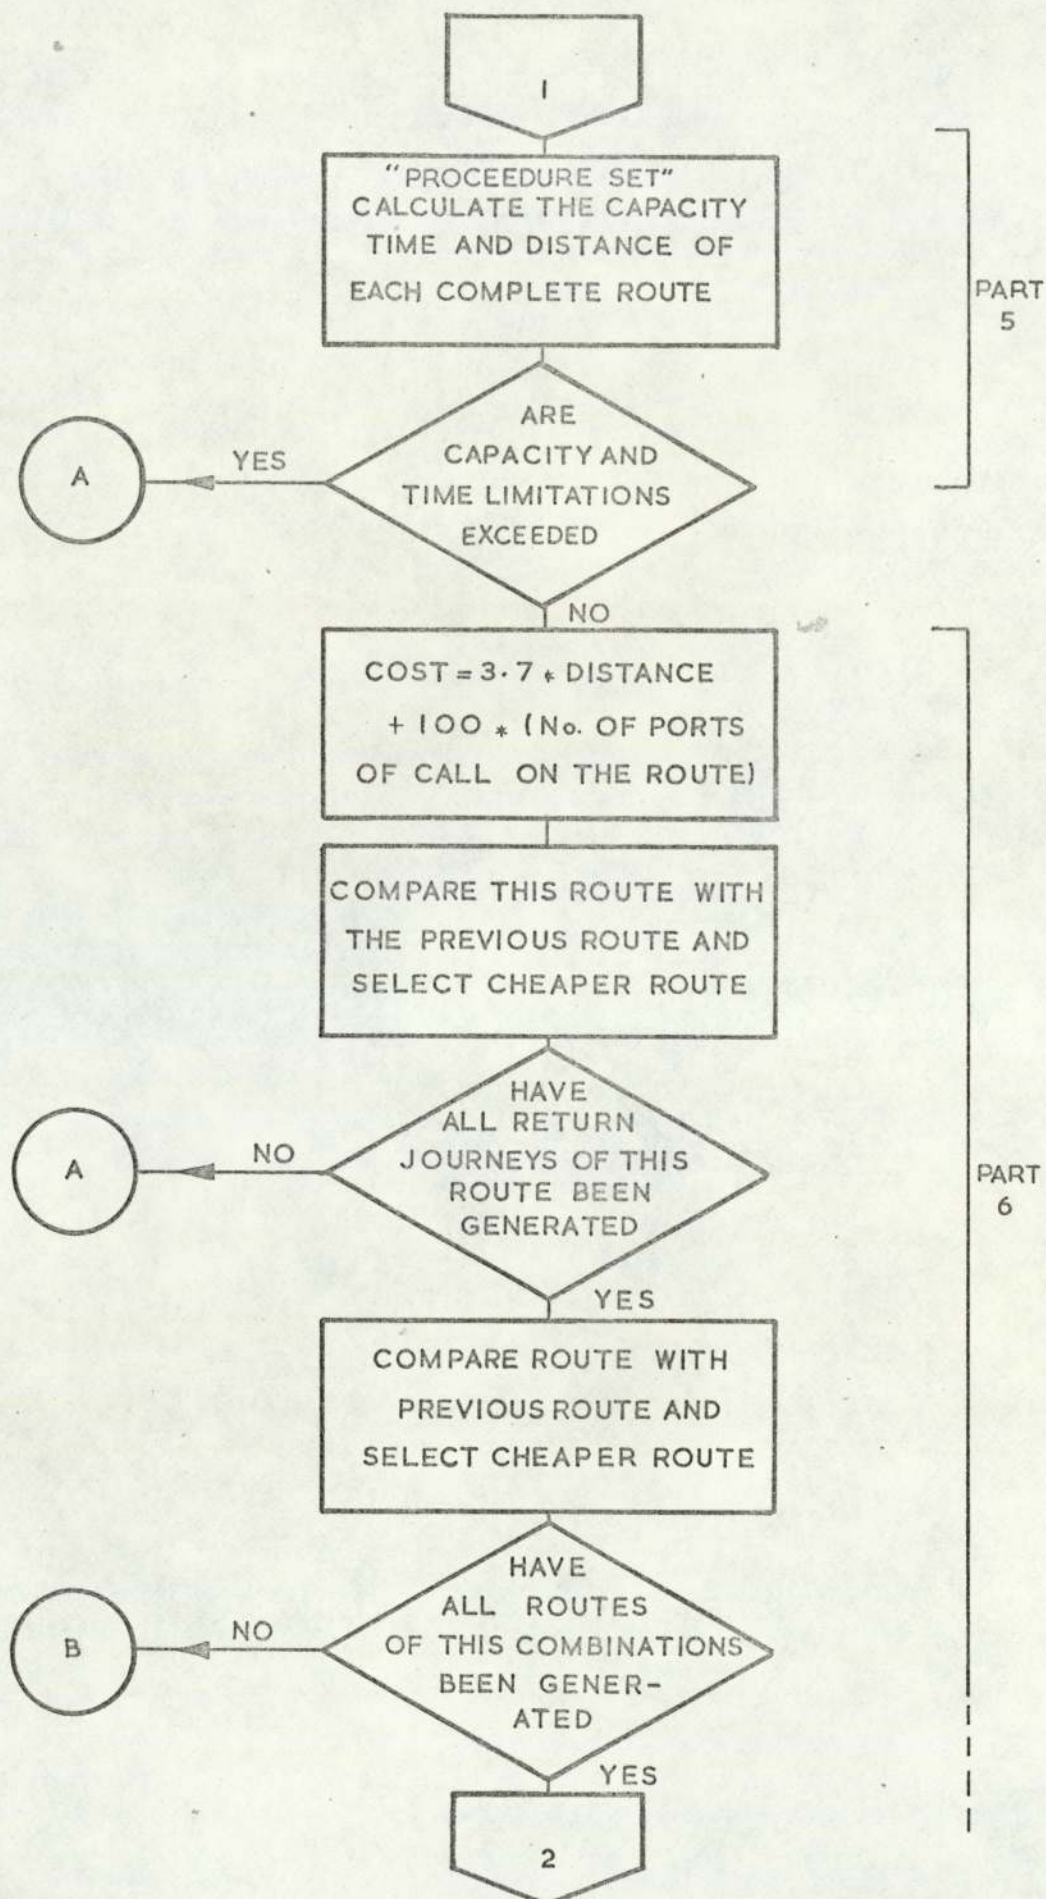 1
"PROCEEDURE SET"
CALCULATE THE CAPACITY
TIME AND DISTANCE OF
EACH COMPLETE ROUTE
PART
5
ARE
CAPACITY AND
TIME LIMITATIONS
EXCEEDED
YES
A
NO
COST = 3.7 * DISTANCE
+ 100 * (No. OF PORTS
OF CALL ON THE ROUTE)
COMPARE THIS ROUTE WITH
THE PREVIOUS ROUTE AND
SELECT CHEAPER ROUTE
HAVE
ALL RETURN
JOURNEYS OF THIS
ROUTE BEEN
GENERATED
NO
A
PART
6
YES
COMPARE ROUTE WITH
PREVIOUS ROUTE AND
SELECT CHEAPER ROUTE
HAVE
ALL ROUTES
OF THIS COMBINATIONS
BEEN GENER-
ATED
NO
B
YES
2